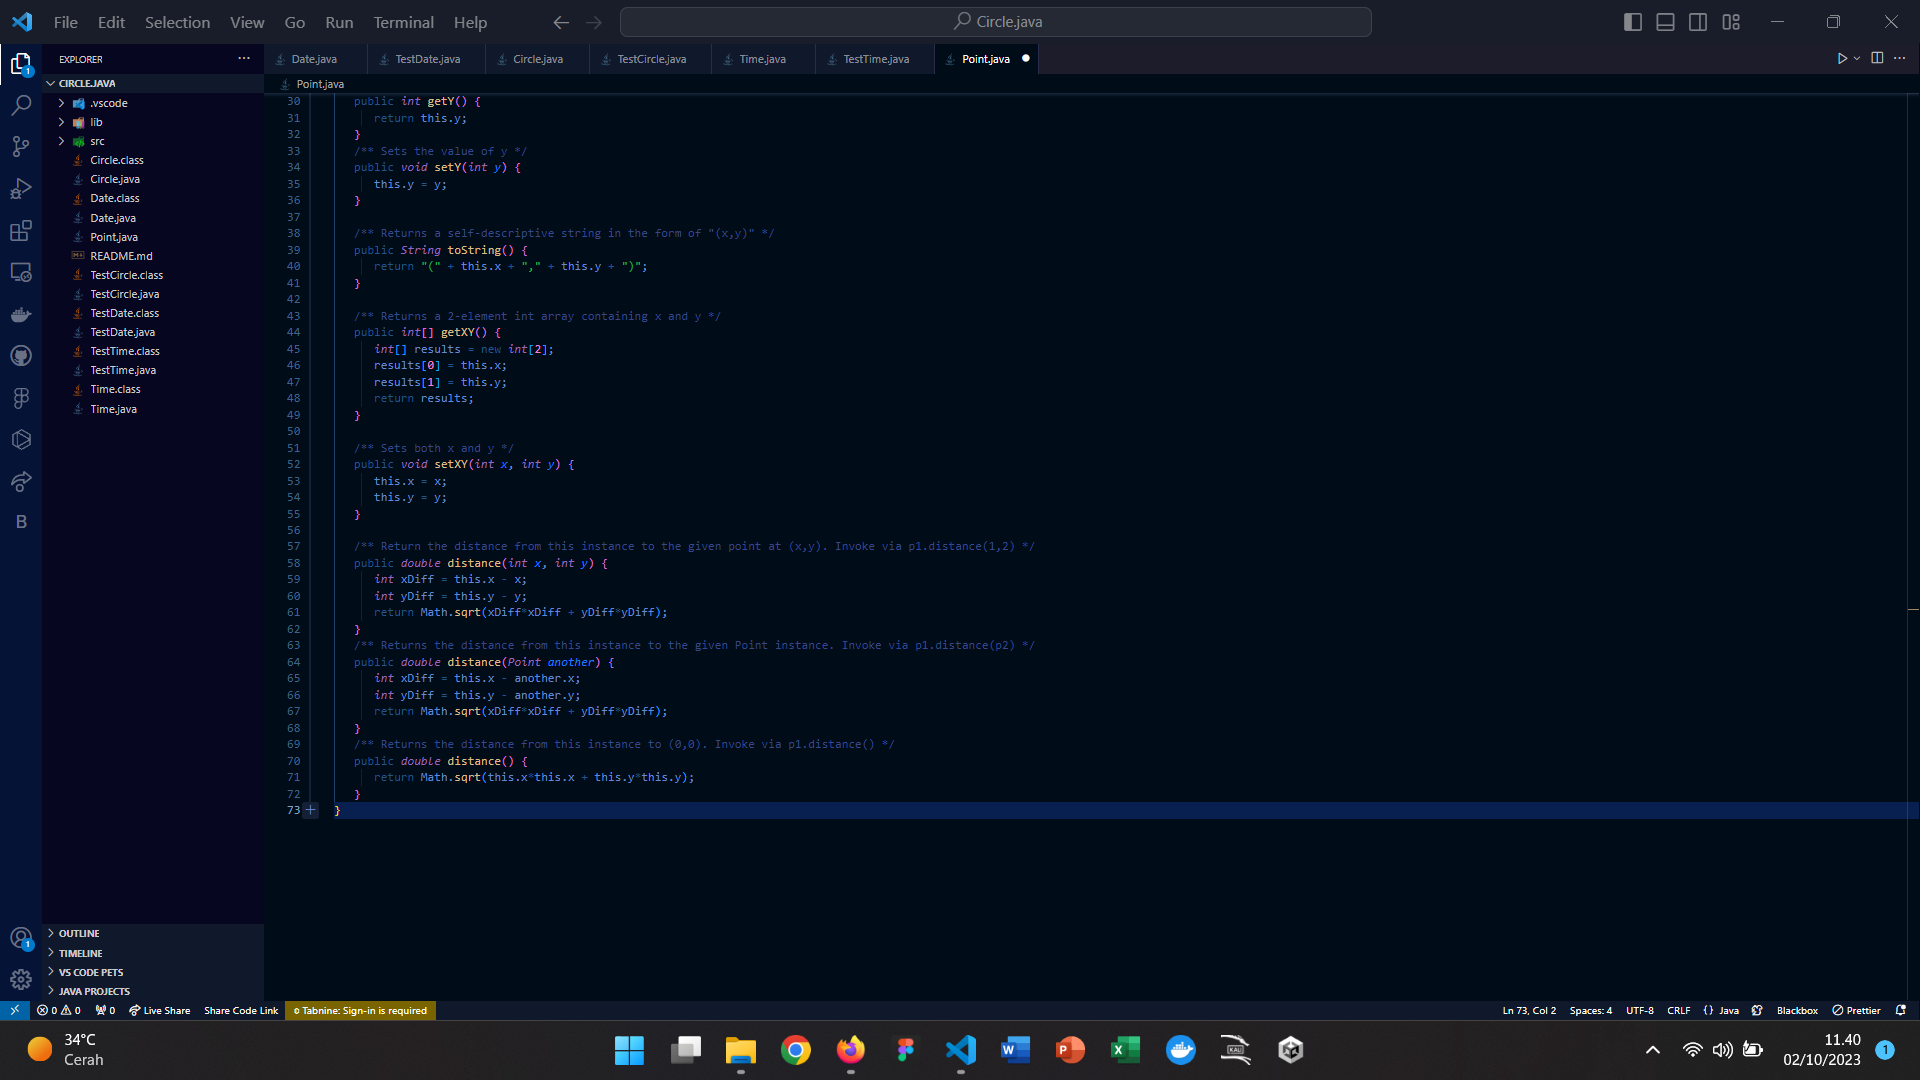 File Edit Selection View Go Run Terminal Help
Circle.java
EXPLORER
Date.java TestDate.java Circle.java TestCircle.java Time.java TestTime.java Point.java
CIRCLE.JAVA
Point.java
.vscode
lib
src
Circle.class
Circle.java
Date.class
Date.java
Point.java
README.md
TestCircle.class
TestCircle.java
TestDate.class
TestDate.java
TestTime.class
TestTime.java
Time.class
Time.java
OUTLINE
TIMELINE
VS CODE PETS
JAVA PROJECTS
30 public int getY() {
31 return this.y;
32 }
33 /** Sets the value of y */
34 public void setY(int y) {
35 this.y = y;
36 }
37
38 /** Returns a self-descriptive string in the form of "(x,y)" */
39 public String toString() {
40 return "(" + this.x + "," + this.y + ")";
41 }
42
43 /** Returns a 2-element int array containing x and y */
44 public int[] getXY() {
45 int[] results = new int[2];
46 results[0] = this.x;
47 results[1] = this.y;
48 return results;
49 }
50
51 /** Sets both x and y */
52 public void setXY(int x, int y) {
53 this.x = x;
54 this.y = y;
55 }
56
57 /** Return the distance from this instance to the given point at (x,y). Invoke via p1.distance(1,2) */
58 public double distance(int x, int y) {
59 int xDiff = this.x - x;
60 int yDiff = this.y - y;
61 return Math.sqrt(xDiff*xDiff + yDiff*yDiff);
62 }
63 /** Returns the distance from this instance to the given Point instance. Invoke via p1.distance(p2) */
64 public double distance(Point another) {
65 int xDiff = this.x - another.x;
66 int yDiff = this.y - another.y;
67 return Math.sqrt(xDiff*xDiff + yDiff*yDiff);
68 }
69 /** Returns the distance from this instance to (0,0). Invoke via p1.distance() */
70 public double distance() {
71 return Math.sqrt(this.x*this.x + this.y*this.y);
72 }
73 }
1
B
1
0 0 0 Live Share Share Code Link Tabnine: Sign-in is required Ln 73, Col 2 Spaces: 4 UTF-8 CRLF {} Java Blackbox Prettier
34°C
Cerah
KALI
11.40
02/10/2023
1